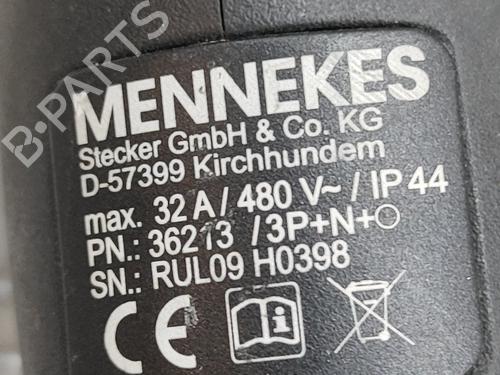 MENNEKES
Stecker GmbH & Co. KG
D-57399 Kirchhundem
max. 32 A / 480 V~ / IP 44
PN.: 36213 / 3P+N+
SN.: RUL09 H0398
CE
B-PARTS